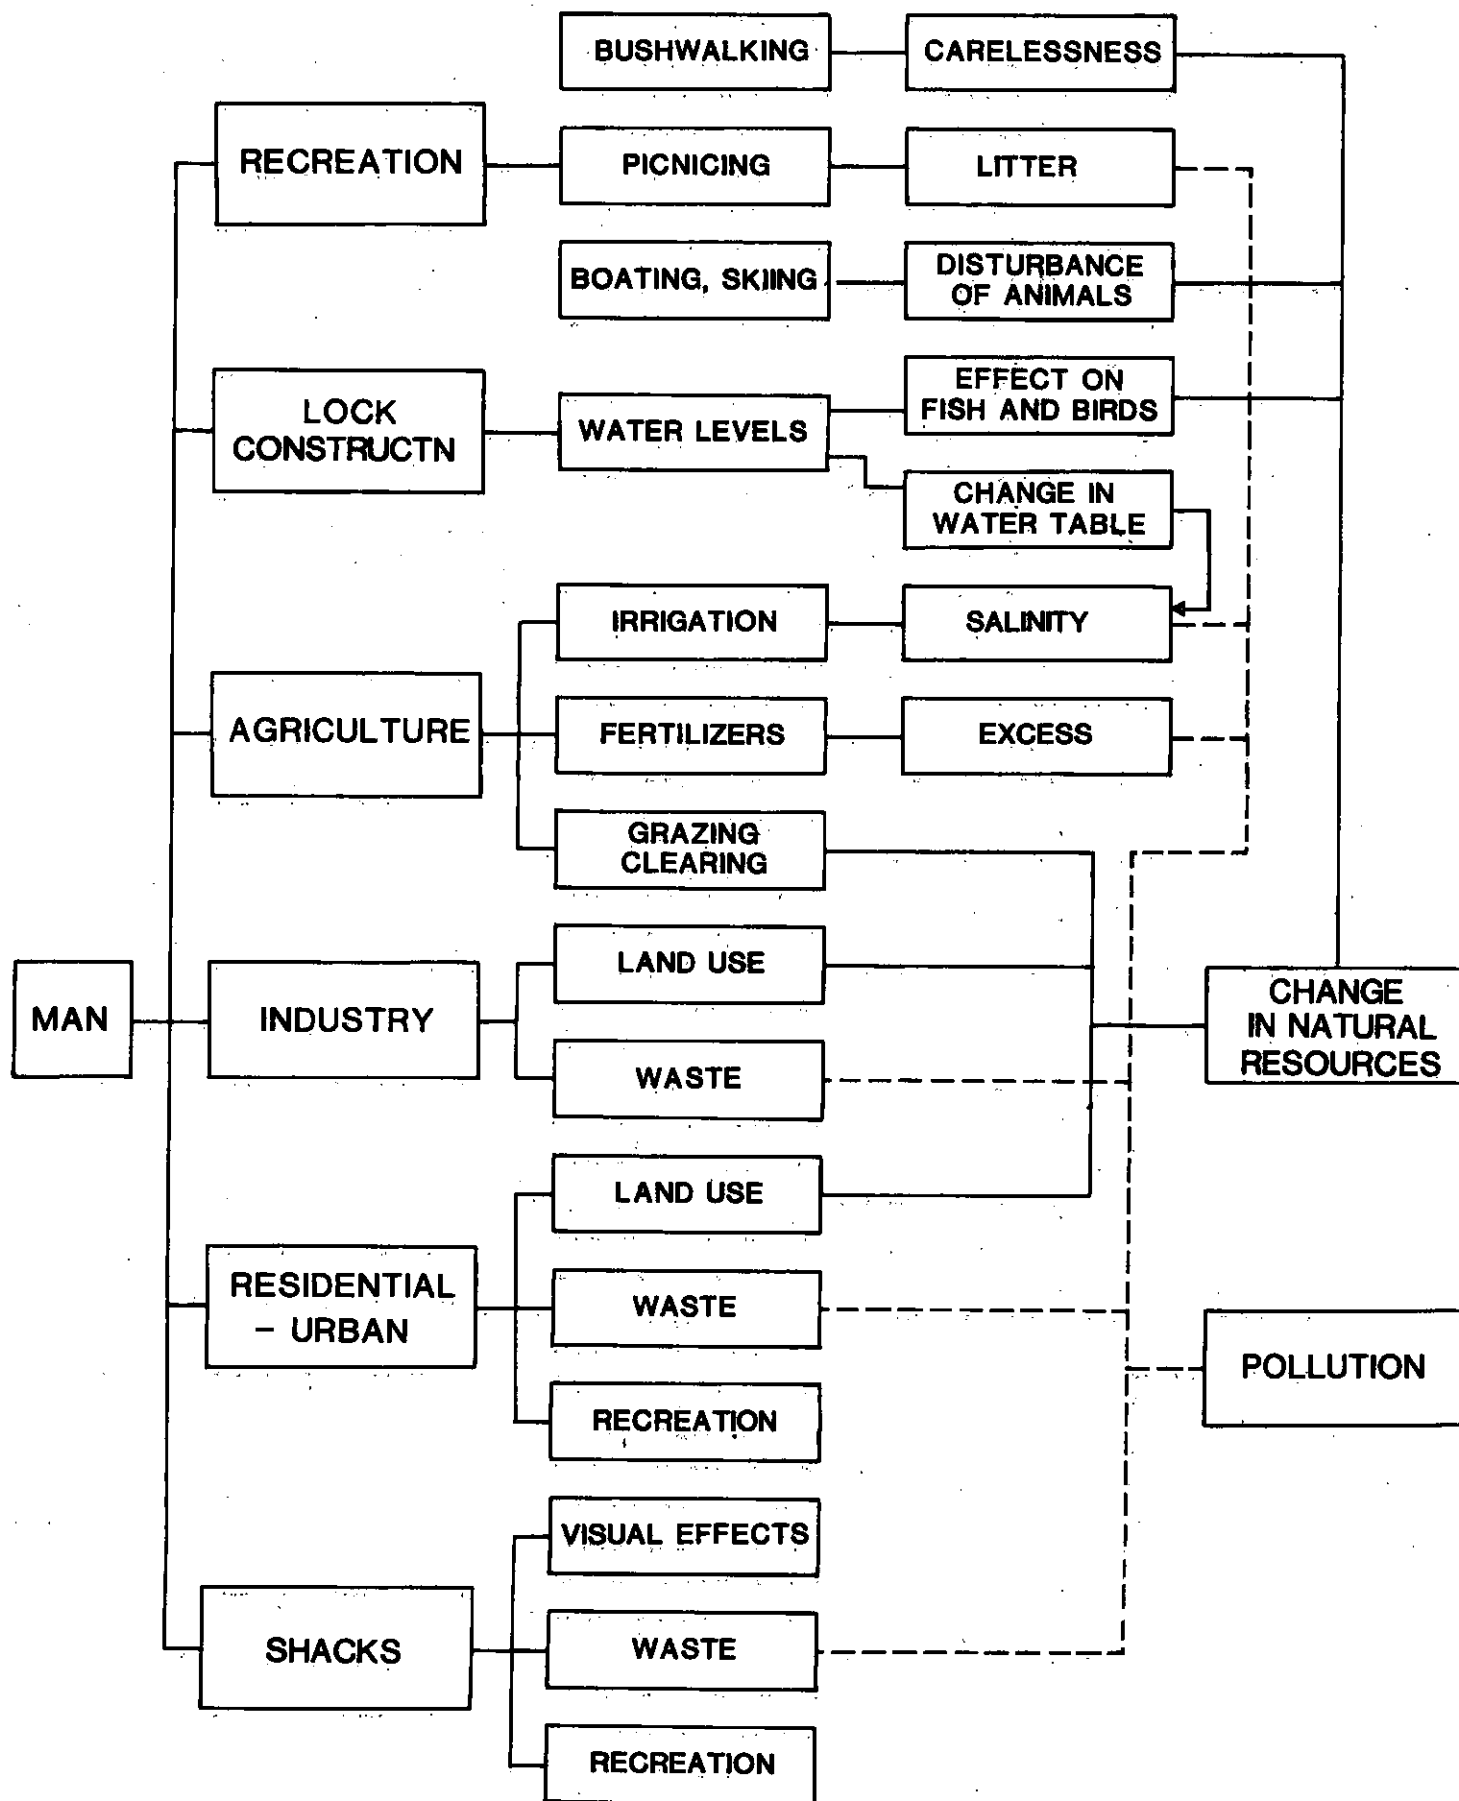 BUSHWALKING
CARELESSNESS
RECREATION
PICNICING
LITTER
BOATING, SKIING
DISTURBANCE
OF ANIMALS
LOCK
CONSTRUCTN
WATER LEVELS
EFFECT ON
FISH AND BIRDS
CHANGE IN
WATER TABLE
AGRICULTURE
IRRIGATION
SALINITY
FERTILIZERS
EXCESS
GRAZING
CLEARING
MAN
INDUSTRY
LAND USE
WASTE
CHANGE
IN NATURAL
RESOURCES
RESIDENTIAL
– URBAN
LAND USE
WASTE
RECREATION
POLLUTION
SHACKS
VISUAL EFFECTS
WASTE
RECREATION